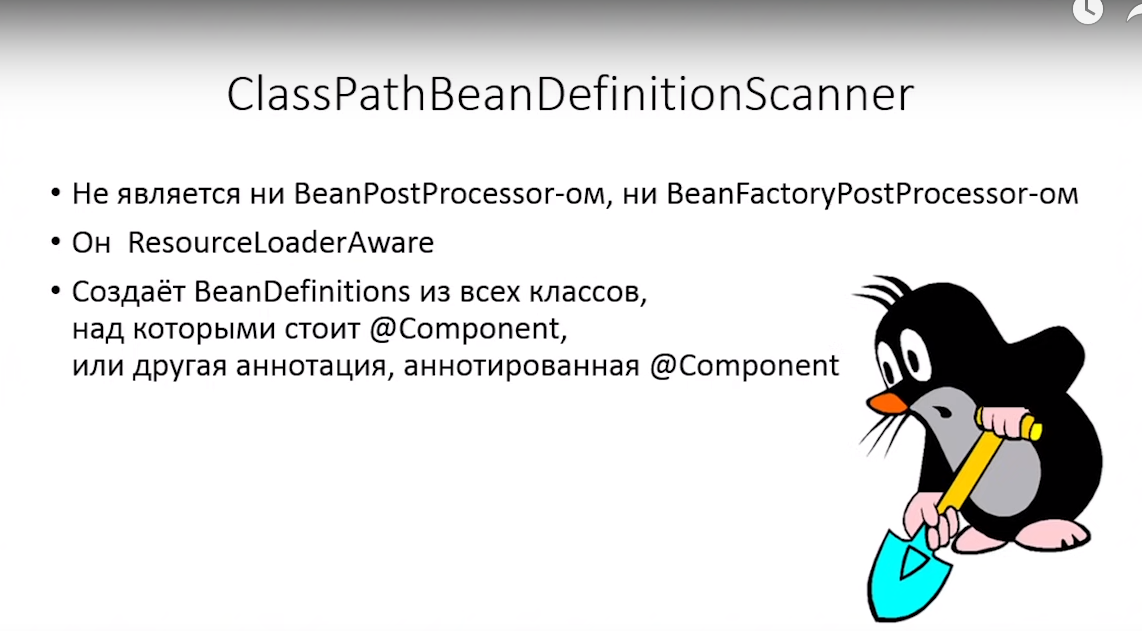 ClassPathBeanDefinitionScanner
• Не является ни BeanPostProcessor-ом, ни BeanFactoryPostProcessor-ом
• Он ResourceLoaderAware
• Создаёт BeanDefinitions из всех классов,
над которыми стоит @Component,
или другая аннотация, аннотированная @Component